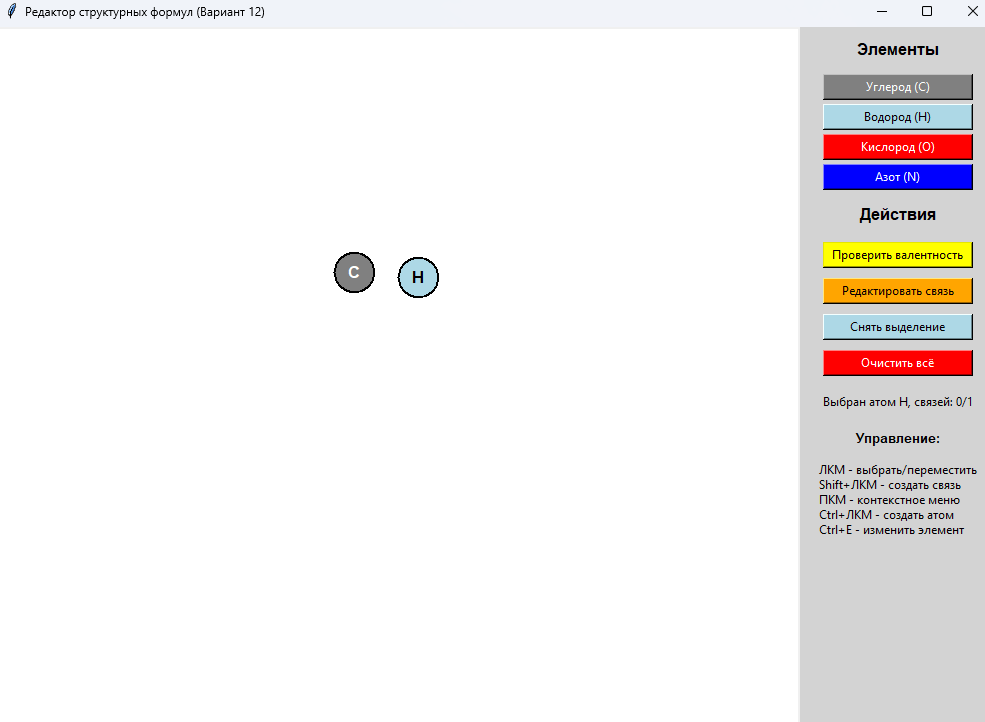 Редактор структурных формул (Вариант 12)
Элементы
Углерод (C)
Водород (H)
Кислород (O)
Азот (N)
Действия
Проверить валентность
Редактировать связь
Снять выделение
Очистить всё
Выбран атом H, связей: 0/1
Управление:
ЛКМ - выбрать/переместить
Shift+ЛКМ - создать связь
ПКМ - контекстное меню
Ctrl+ЛКМ - создать атом
Ctrl+E - изменить элемент
C
H